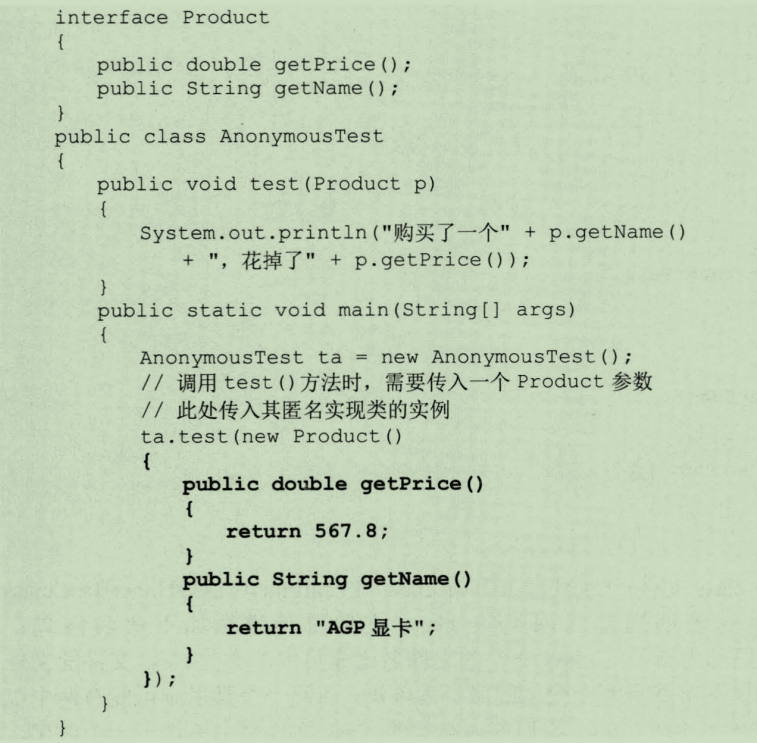 interface Product
{
    public double getPrice();
    public String getName();
}
public class AnonymousTest
{
    public void test(Product p)
    {
        System.out.println("购买了一个" + p.getName()
            + ", 花掉了" + p.getPrice());
    }
    public static void main(String[] args)
    {
        AnonymousTest ta = new AnonymousTest();
        // 调用 test()方法时，需要传入一个 Product 参数
        // 此处传入其匿名实现类的实例
        ta.test(new Product()
        {
            public double getPrice()
            {
                return 567.8;
            }
            public String getName()
            {
                return "AGP 显卡";
            }
        });
    }
}